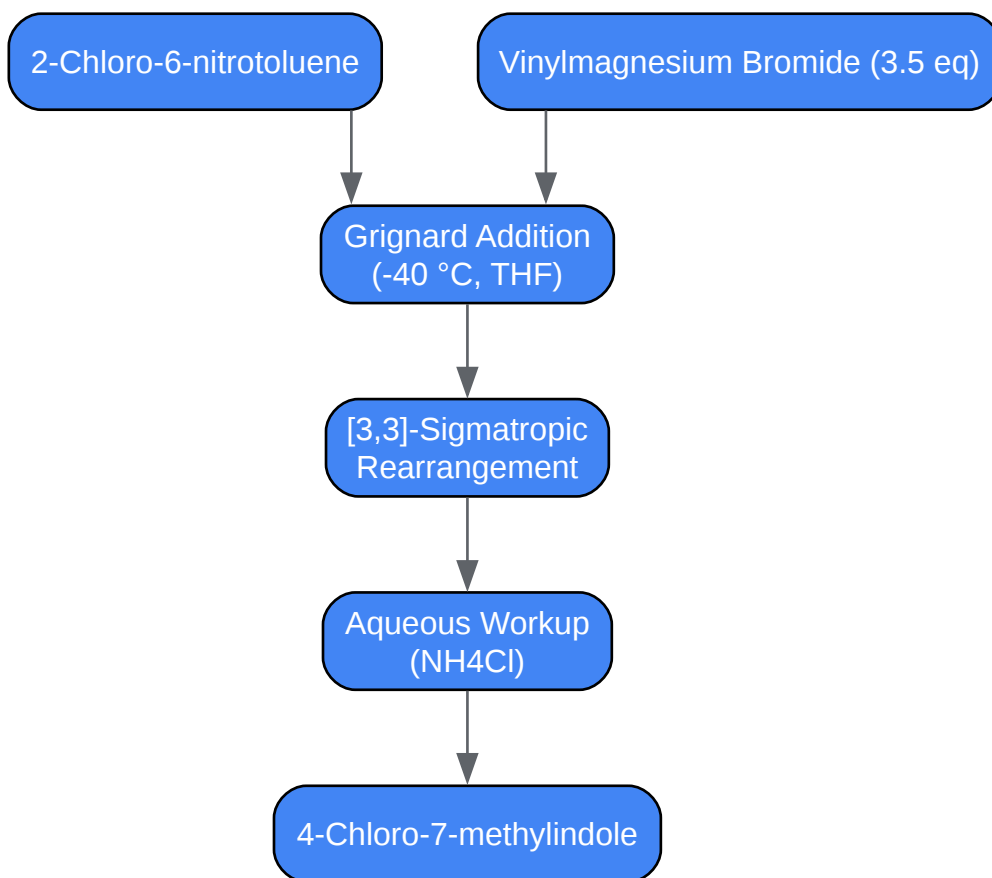 2-Chloro-6-nitrotoluene
Vinylmagnesium Bromide (3.5 eq)
Grignard Addition
(-40 °C, THF)
[3,3]-Sigmatropic
Rearrangement
Aqueous Workup
(NH4Cl)
4-Chloro-7-methylindole